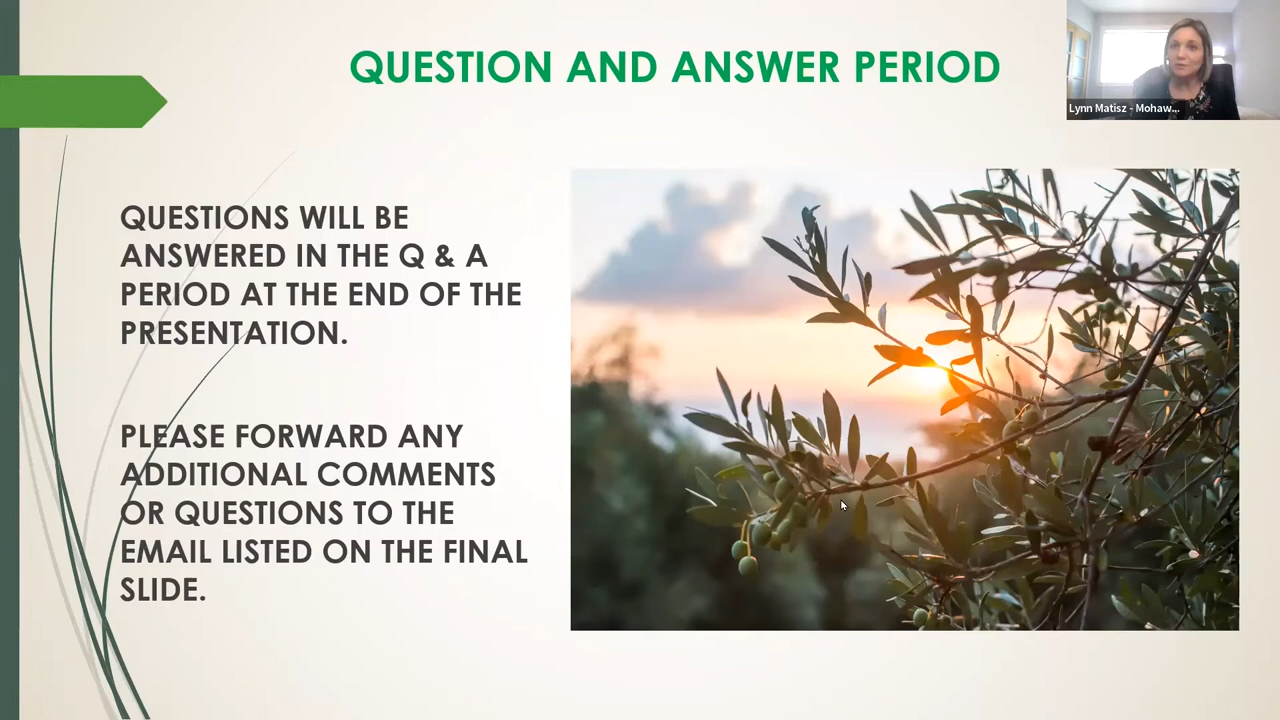 QUESTION AND ANSWER PERIOD
Lynn Matisz - Mohaw...
QUESTIONS WILL BE
ANSWERED IN THE Q & A
PERIOD AT THE END OF THE
PRESENTATION.
PLEASE FORWARD ANY
ADDITIONAL COMMENTS
OR QUESTIONS TO THE
EMAIL LISTED ON THE FINAL
SLIDE.